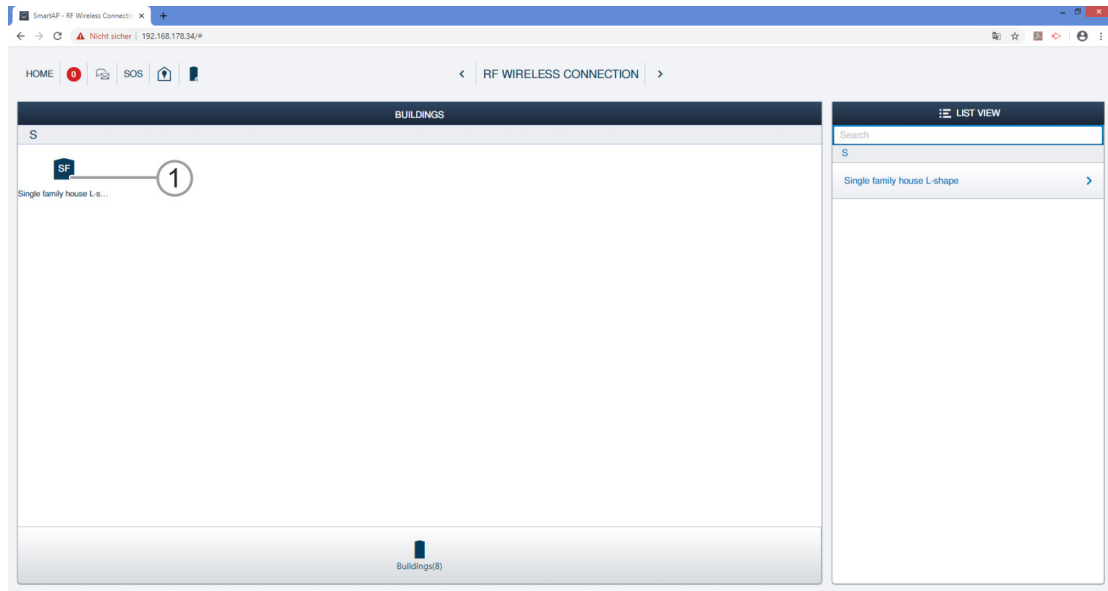 SmartAP - RF Wireless Connectio
Nicht sicher | 192.168.178.34/#
HOME 0 SOS RF WIRELESS CONNECTION
BUILDINGS
S
SF
1
Single family house L-s...
Buildings(8)
LIST VIEW
Search
S
Single family house L-shape